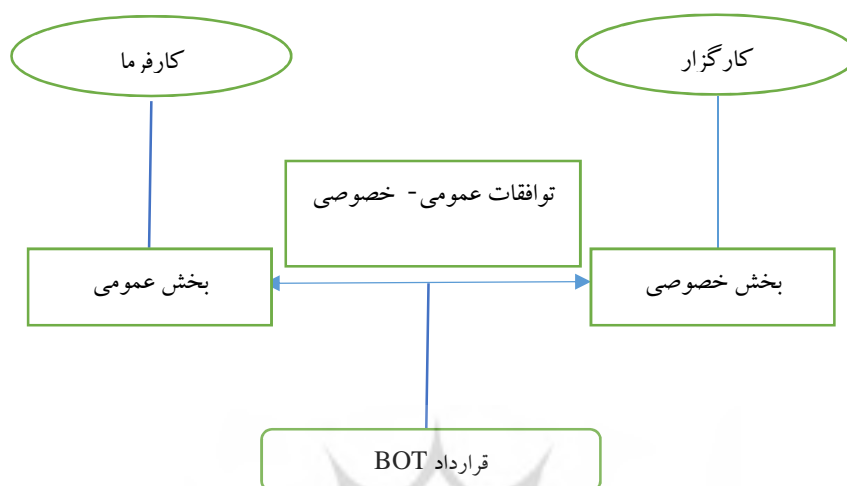 کارگزار
کارفرما
توافقات عمومی- خصوصی
بخش خصوصی
بخش عمومی
قرارداد BOT